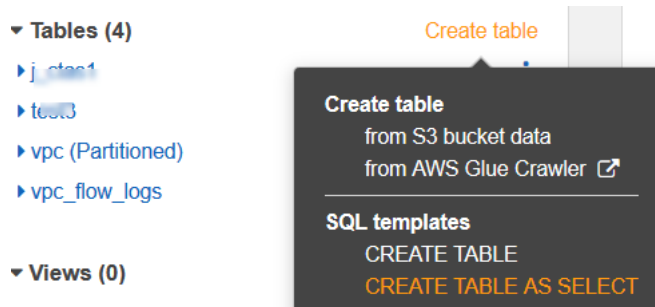 Tables (4)
Create table
vpc (Partitioned)
vpc_flow_logs
Views (0)
Create table
from S3 bucket data
from AWS Glue Crawler
SQL templates
CREATE TABLE
CREATE TABLE AS SELECT